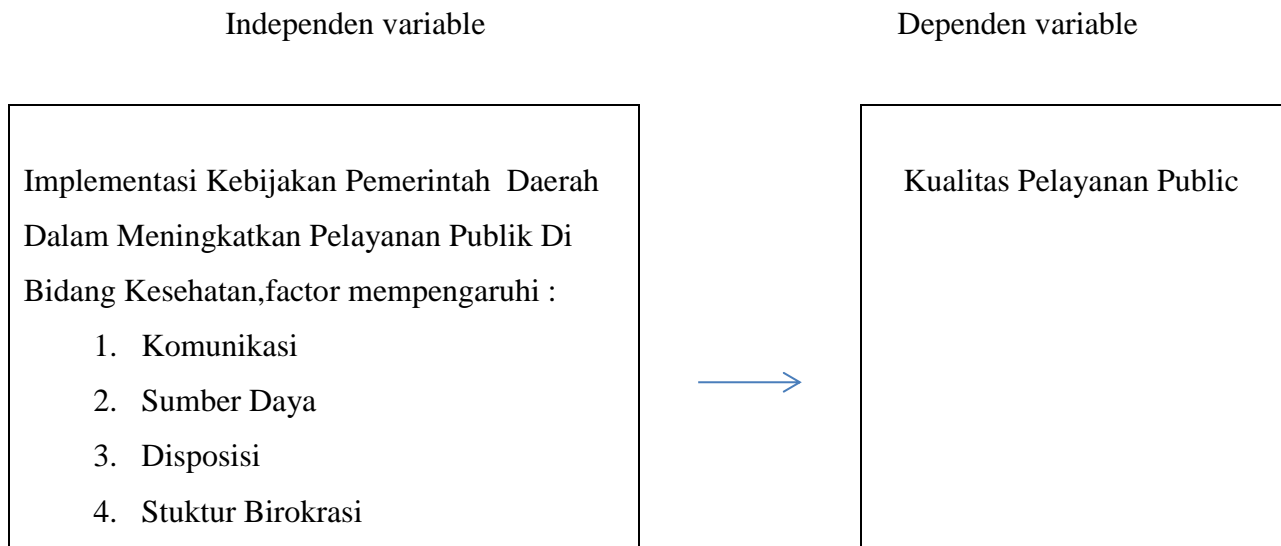 Independen variable
Dependen variable
Implementasi Kebijakan Pemerintah  Daerah
Dalam Meningkatkan Pelayanan Publik Di
Bidang Kesehatan,factor mempengaruhi :
1. Komunikasi
2. Sumber Daya
3. Disposisi
4. Stuktur Birokrasi
Kualitas Pelayanan Public